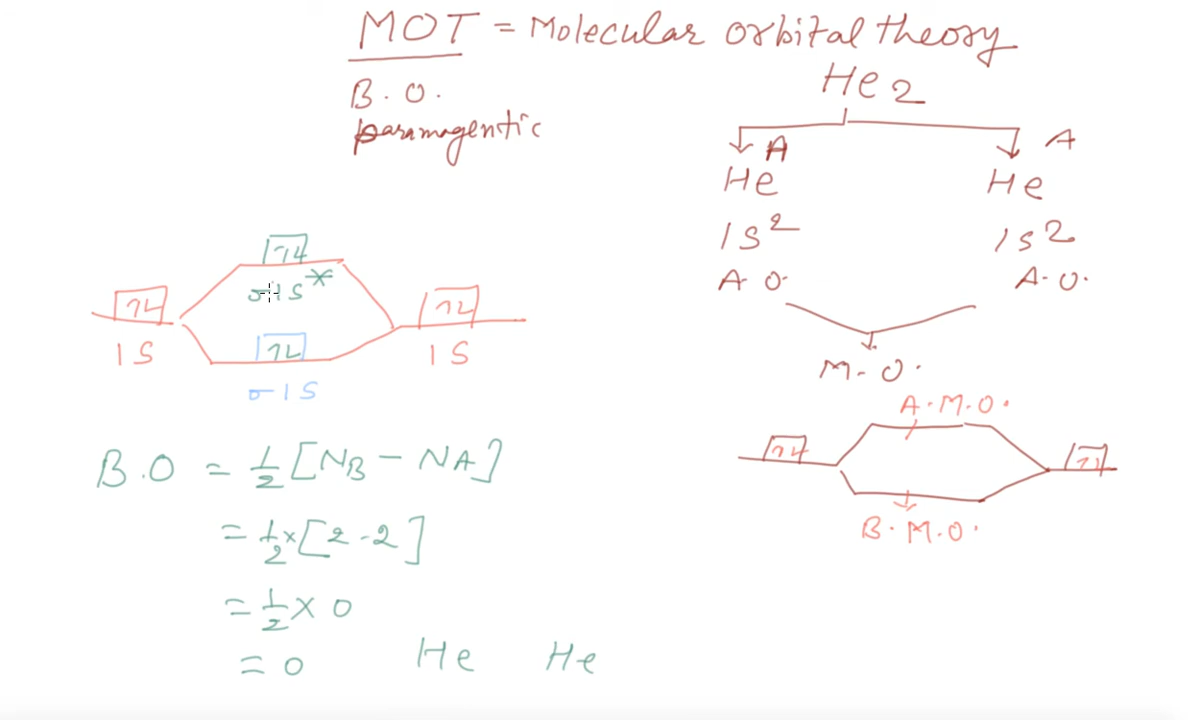 MOT = Molecular orbital theory
B.O.
paramagentic
He2
A A
He He
1s² 1s2
A O. A.O.
M.O.
↿⇂
σ1s*
↿⇂ ↿⇂
1S ↿⇂ 1S
σ1S
A.M.O.
↿⇂ ↿⇂
B.M.O.
B.O = 1/2 [NB - NA]
= 1/2 × [2 - 2]
= 1/2 × 0
= 0 He He